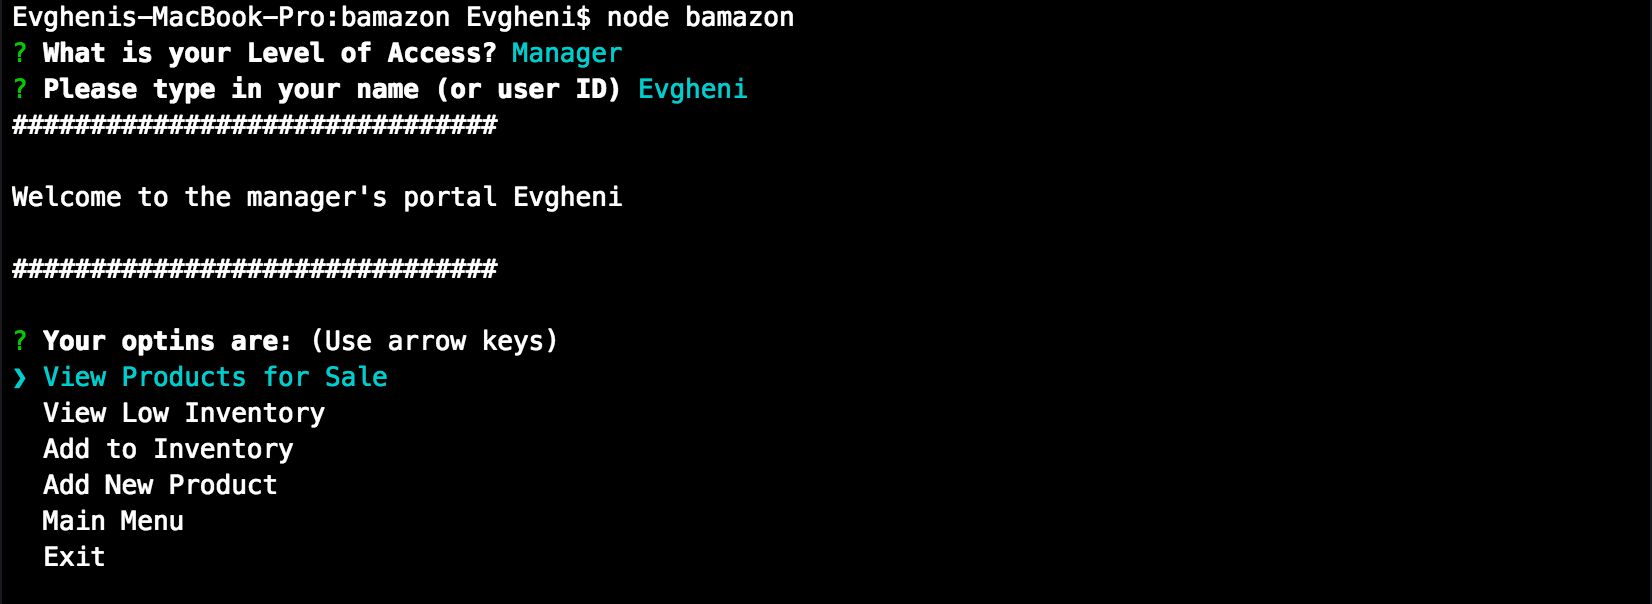 Evghenis-MacBook-Pro:bamazon Evgheni$ node bamazon
? What is your Level of Access? Manager
? Please type in your name (or user ID) Evgheni
###############################
Welcome to the manager's portal Evgheni
###############################
? Your optins are: (Use arrow keys)
❯ View Products for Sale
View Low Inventory
Add to Inventory
Add New Product
Main Menu
Exit